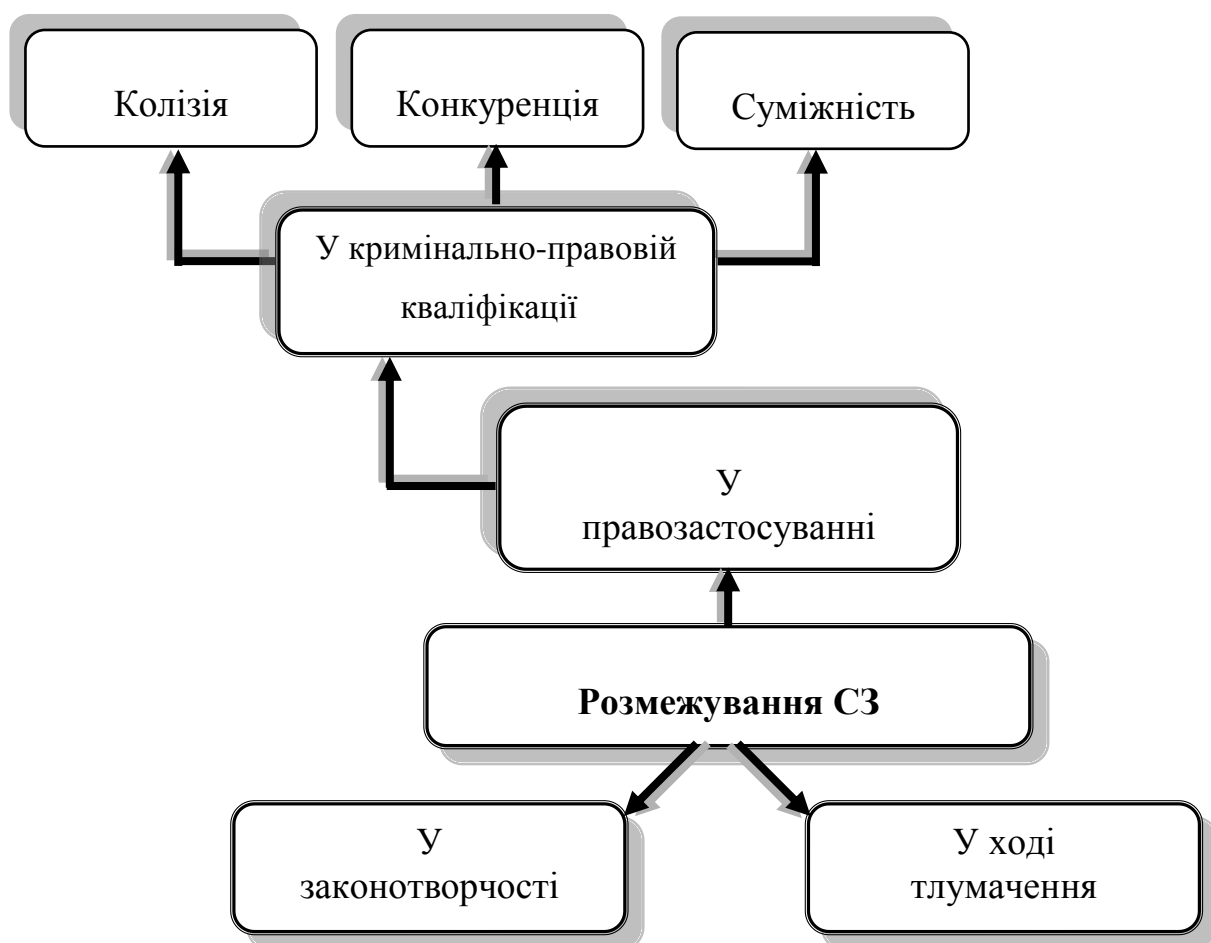 Колізія
Конкуренція
Суміжність
У кримінально-правовій
кваліфікації
У
правозастосуванні
Розмежування СЗ
У
законотворчості
У ході
тлумачення